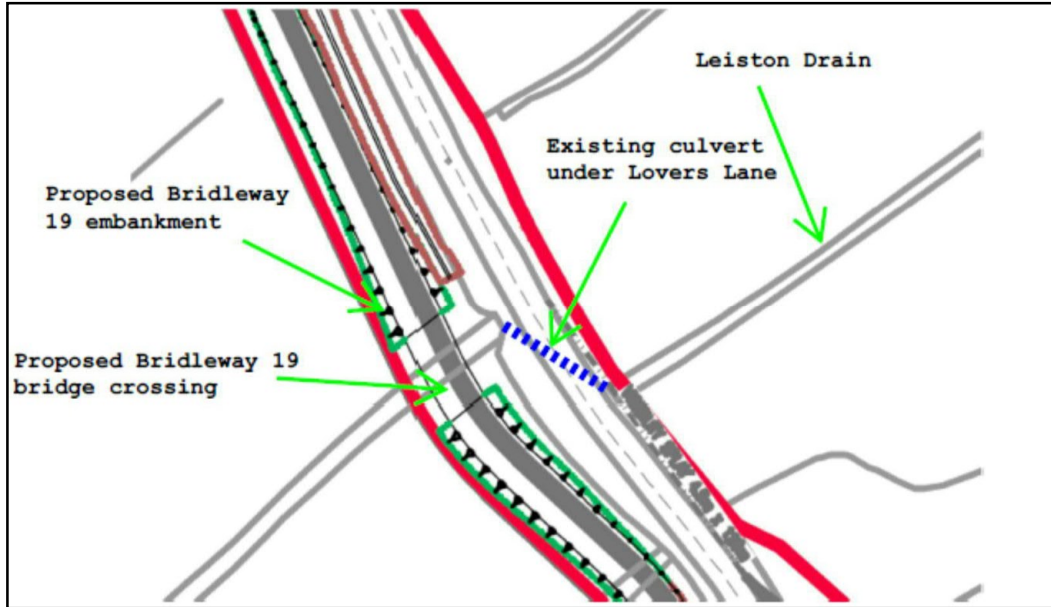 Leiston Drain
Existing culvert
under Lovers Lane
Proposed Bridleway
19 embankment
Proposed Bridleway 19
bridge crossing